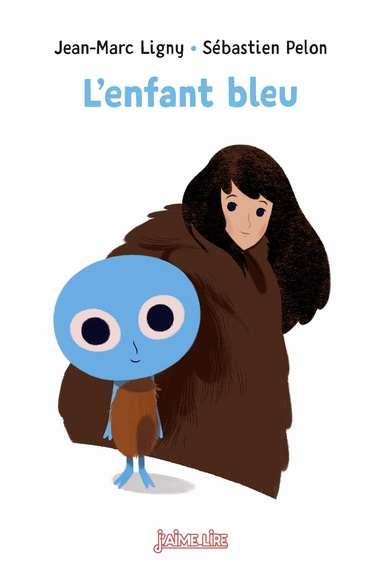 Jean-Marc Ligny • Sébastien Pelon
L'enfant bleu
J'AIME LIRE